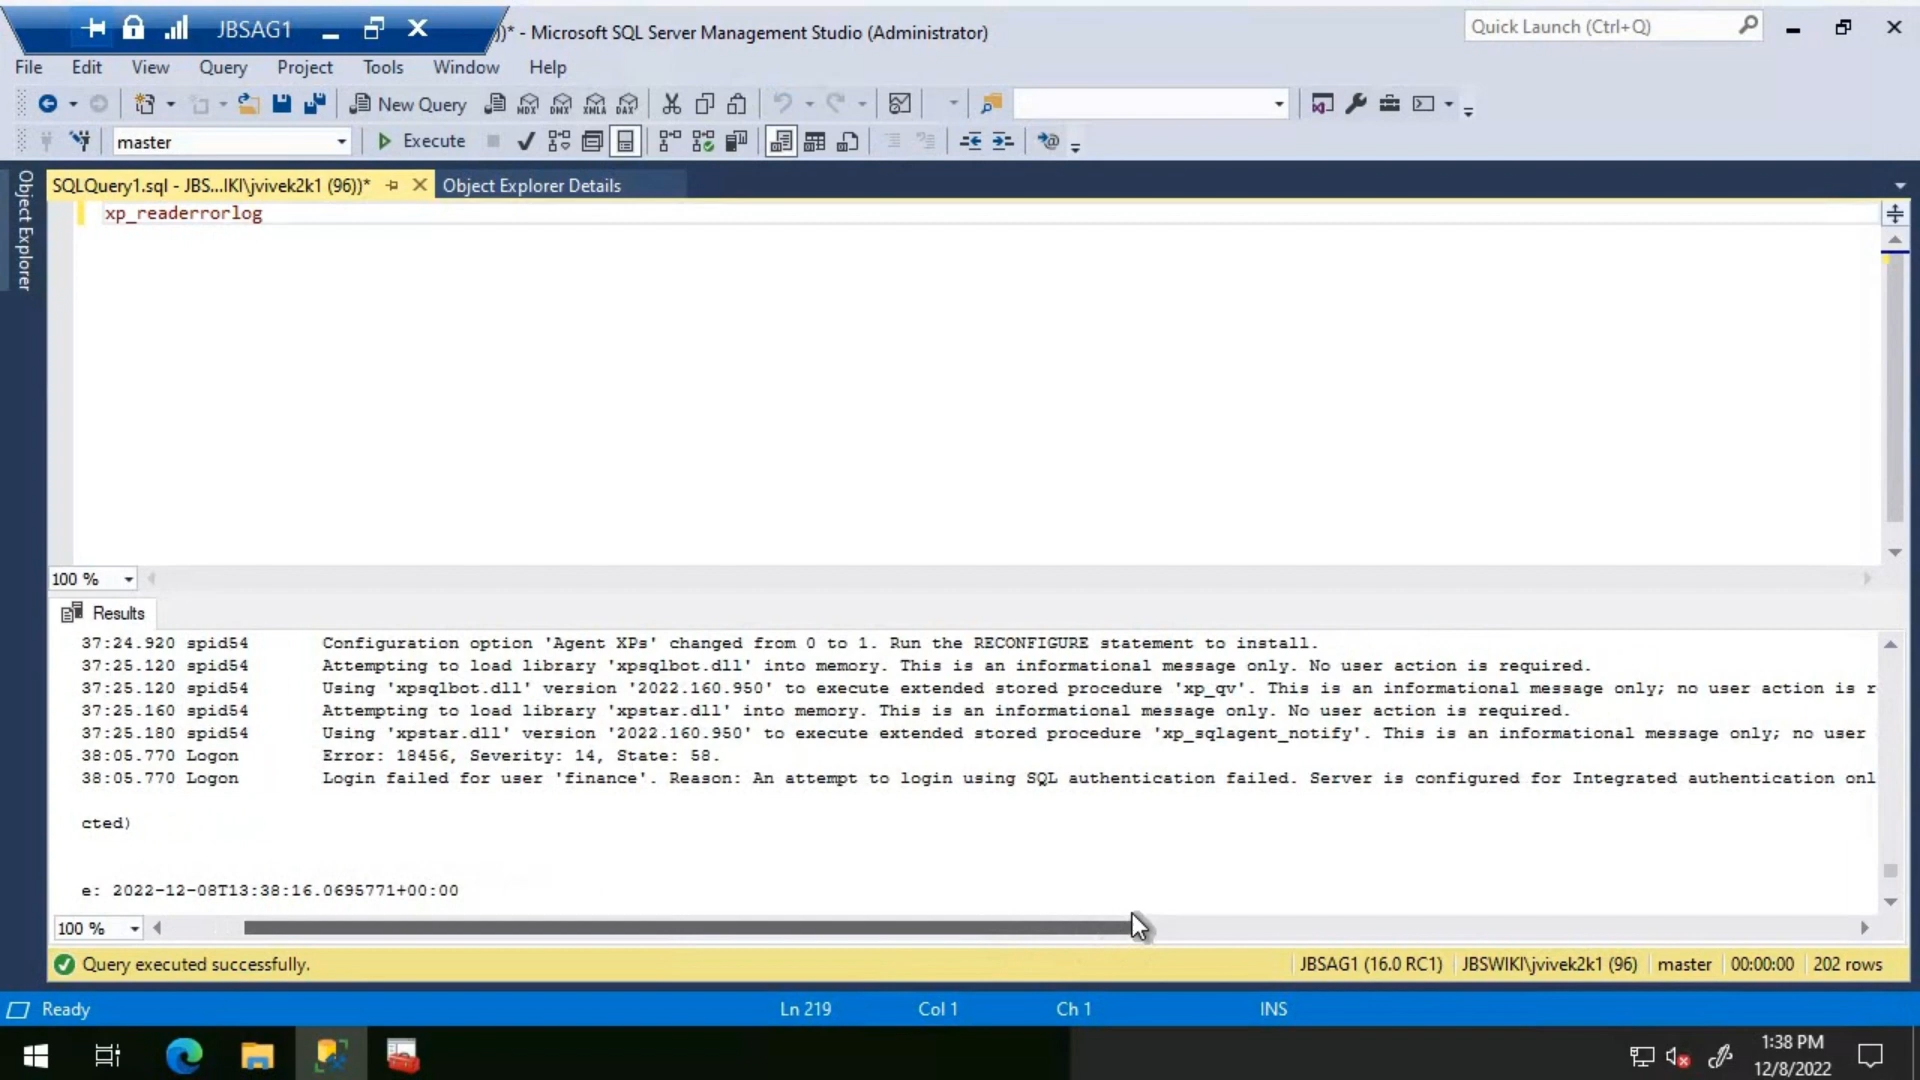 JBSAG1
))* - Microsoft SQL Server Management Studio (Administrator)
Quick Launch (Ctrl+Q)
File Edit View Query Project Tools Window Help
New Query MDX DMX XMLA DAX
master Execute
SQLQuery1.sql - JBS...IKI\jvivek2k1 (96))* Object Explorer Details
Object Explorer
xp_readerrorlog
100 %
Results
37:24.920 spid54 Configuration option 'Agent XPs' changed from 0 to 1. Run the RECONFIGURE statement to install.
37:25.120 spid54 Attempting to load library 'xpsqlbot.dll' into memory. This is an informational message only. No user action is required.
37:25.120 spid54 Using 'xpsqlbot.dll' version '2022.160.950' to execute extended stored procedure 'xp_qv'. This is an informational message only; no user action is r
37:25.160 spid54 Attempting to load library 'xpstar.dll' into memory. This is an informational message only. No user action is required.
37:25.180 spid54 Using 'xpstar.dll' version '2022.160.950' to execute extended stored procedure 'xp_sqlagent_notify'. This is an informational message only; no user
38:05.770 Logon Error: 18456, Severity: 14, State: 58.
38:05.770 Logon Login failed for user 'finance'. Reason: An attempt to login using SQL authentication failed. Server is configured for Integrated authentication onl
cted)
e: 2022-12-08T13:38:16.0695771+00:00
100 %
Query executed successfully. JBSAG1 (16.0 RC1) JBSWIKI\jvivek2k1 (96) master 00:00:00 202 rows
Ready Ln 219 Col 1 Ch 1 INS
1:38 PM
12/8/2022